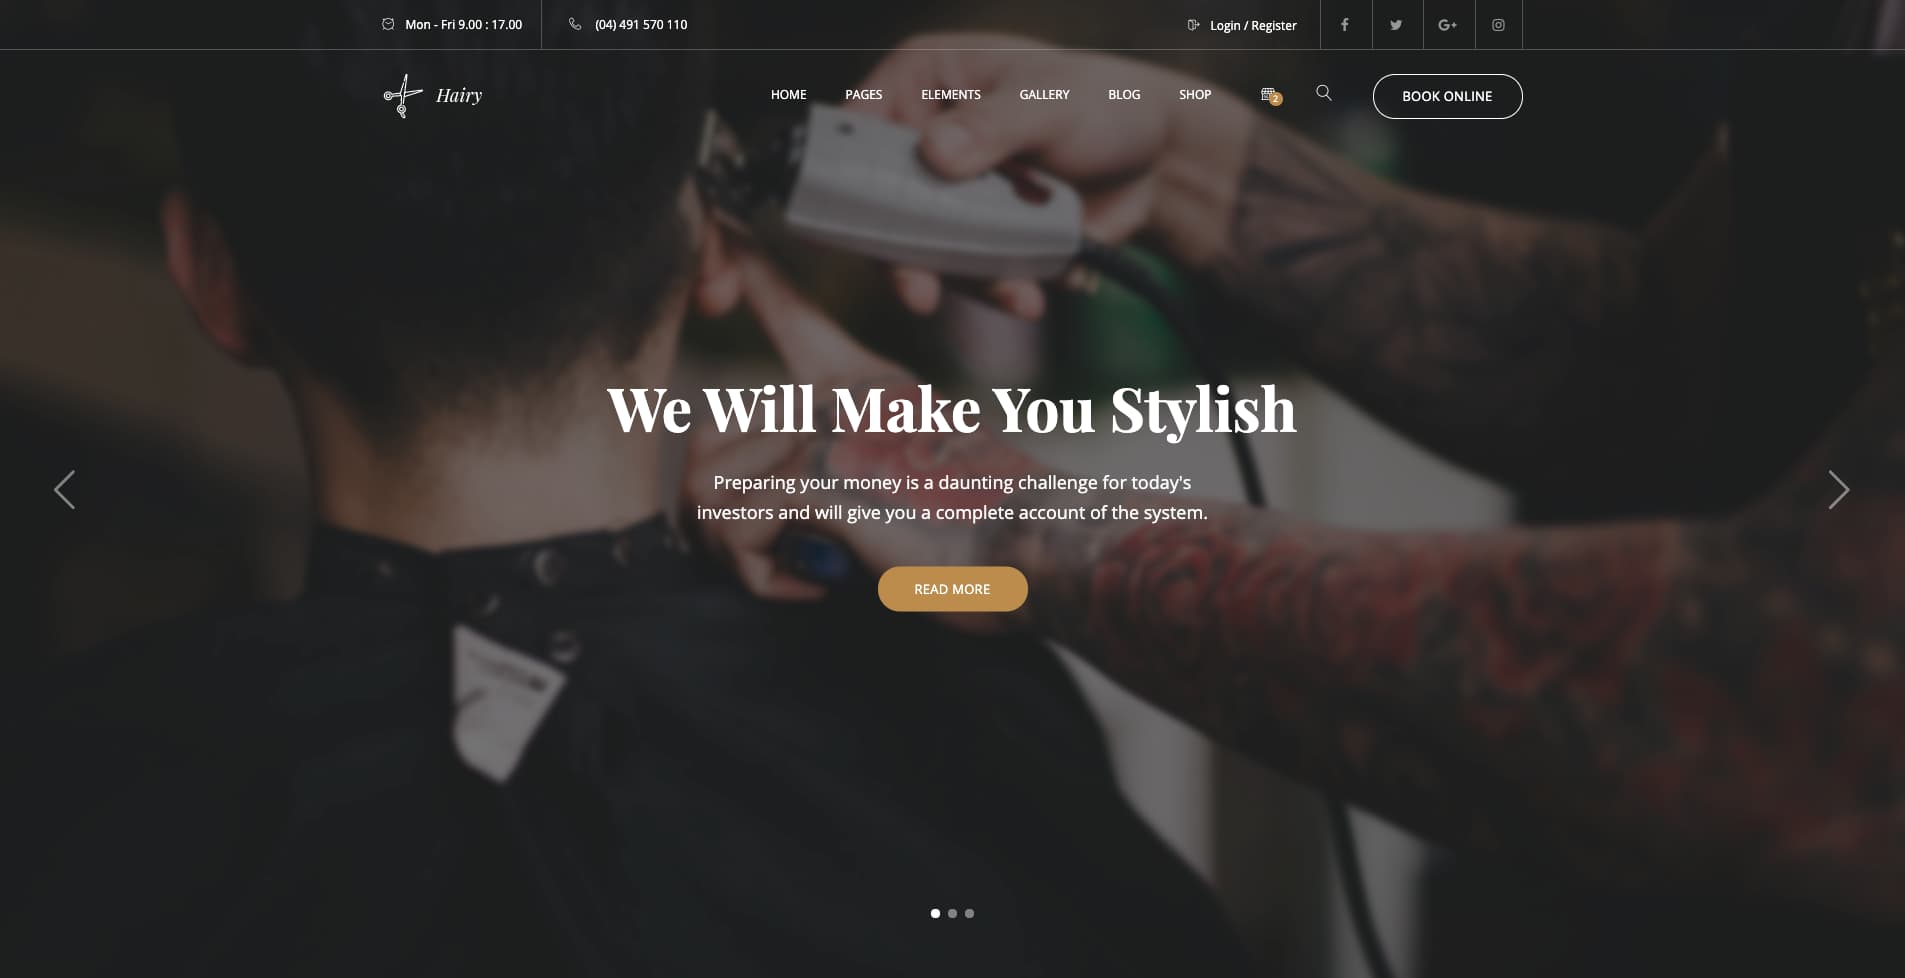 Mon - Fri 9.00 : 17.00
(04) 491 570 110
Login / Register
Hairy
HOME
PAGES
ELEMENTS
GALLERY
BLOG
SHOP
2
BOOK ONLINE
We Will Make You Stylish
Preparing your money is a daunting challenge for today's
investors and will give you a complete account of the system.
READ MORE